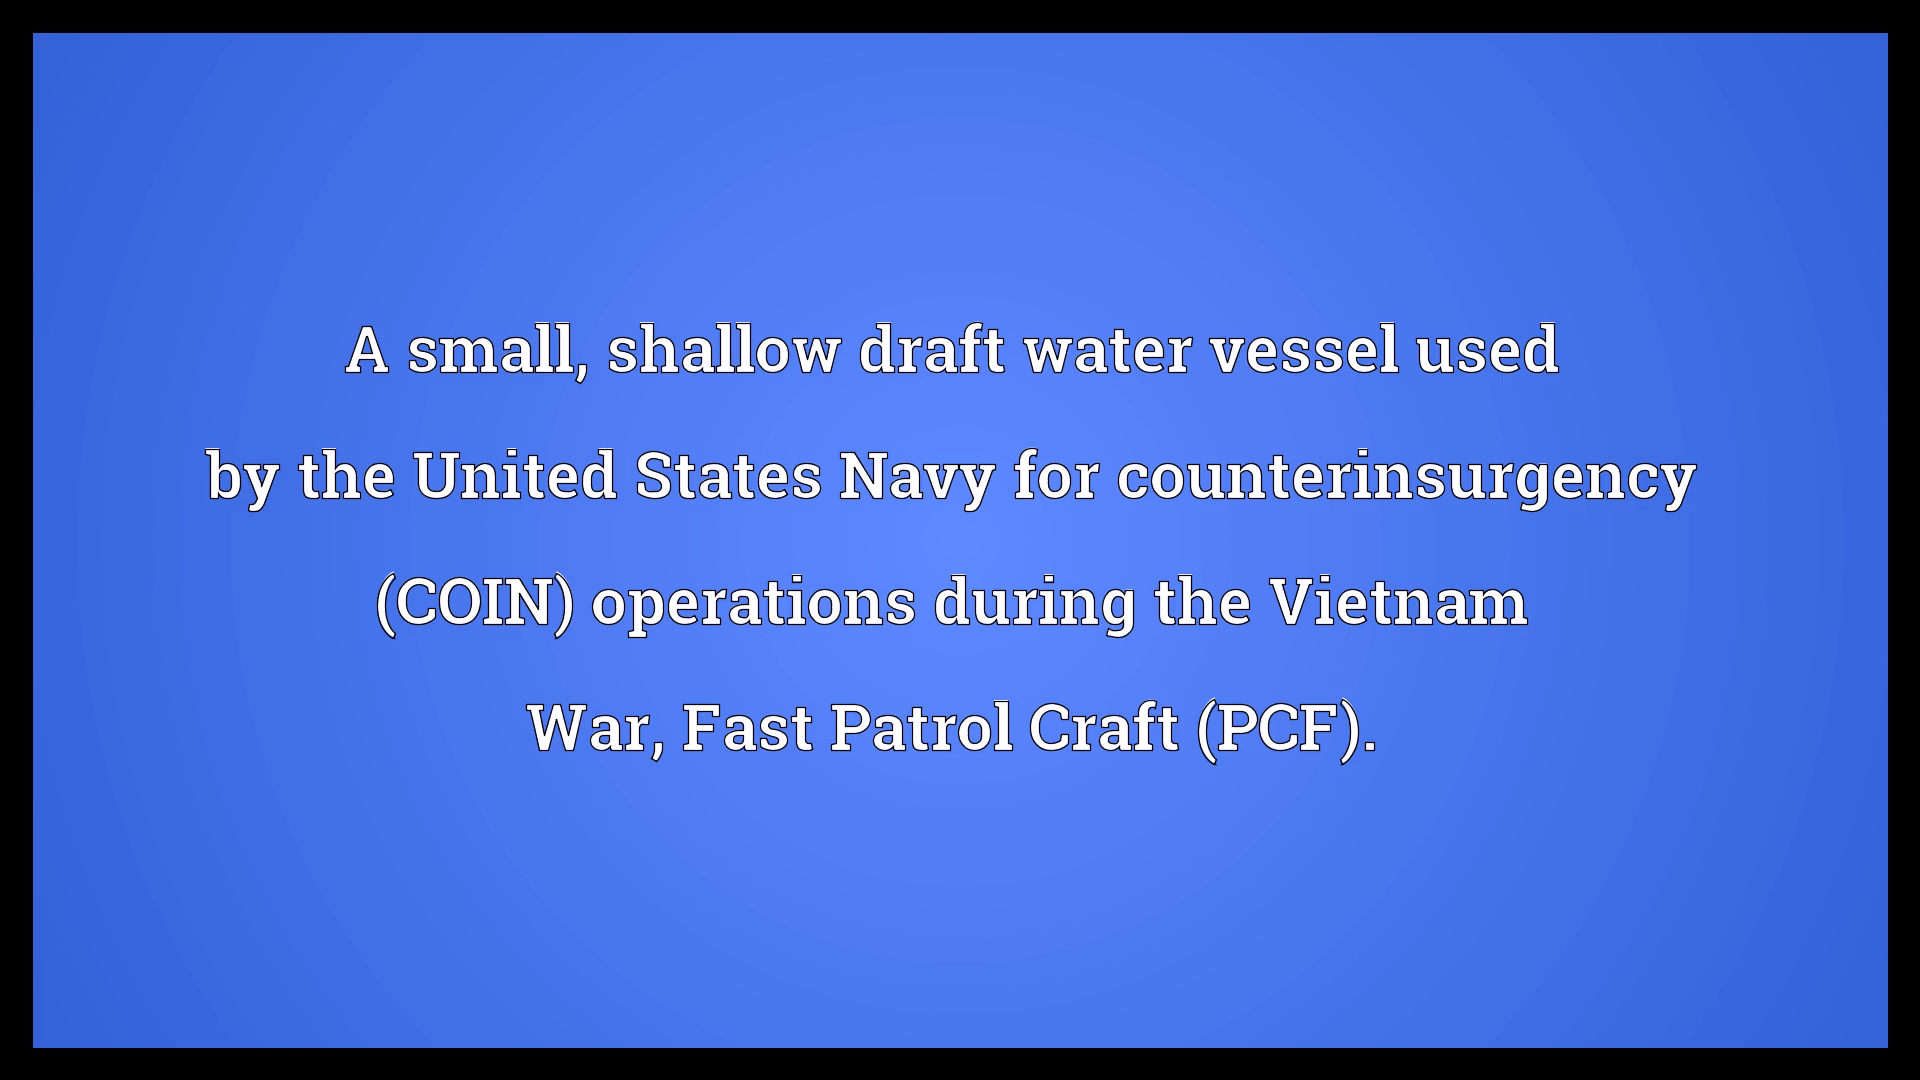 A small, shallow draft water vessel used
by the United States Navy for counterinsurgency
(COIN) operations during the Vietnam
War, Fast Patrol Craft (PCF).